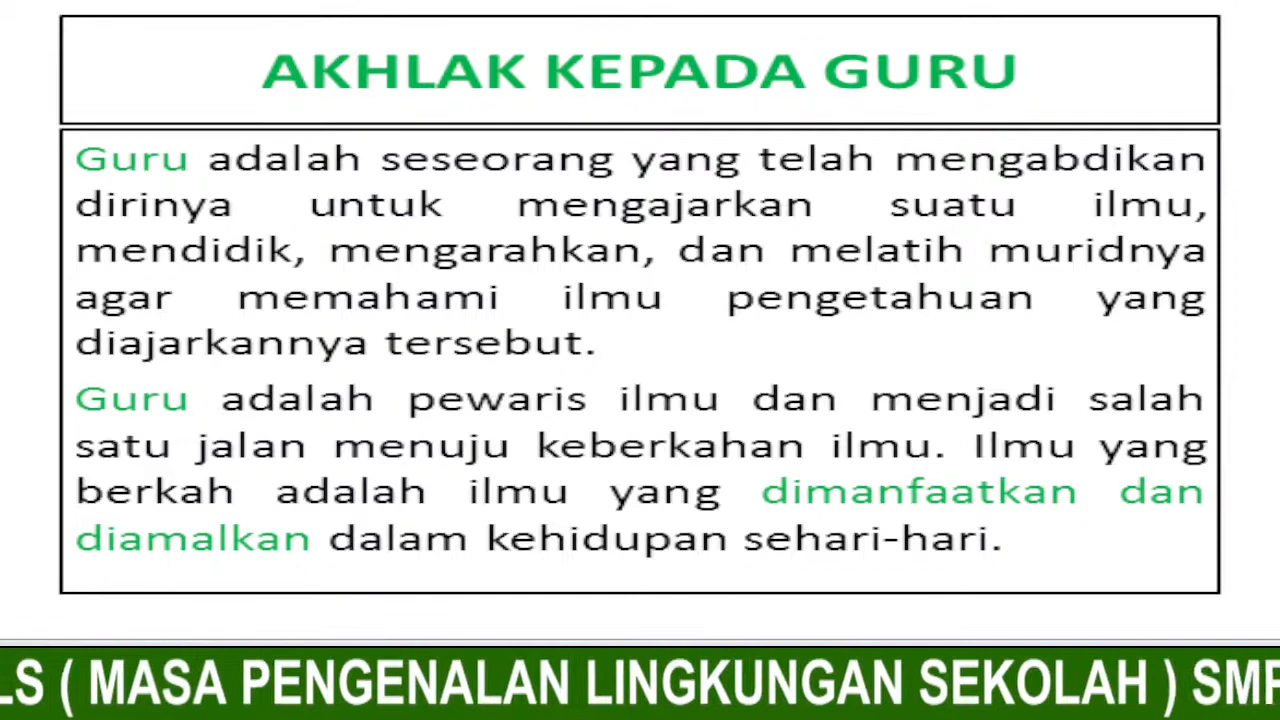 AKHLAK KEPADA GURU
Guru adalah seseorang yang telah mengabdikan
dirinya untuk mengajarkan suatu ilmu,
mendidik, mengarahkan, dan melatih muridnya
agar memahami ilmu pengetahuan yang
diajarkannya tersebut.
Guru adalah pewaris ilmu dan menjadi salah
satu jalan menuju keberkahan ilmu. Ilmu yang
berkah adalah ilmu yang dimanfaatkan dan
diamalkan dalam kehidupan sehari-hari.
LS ( MASA PENGENALAN LINGKUNGAN SEKOLAH ) SMP